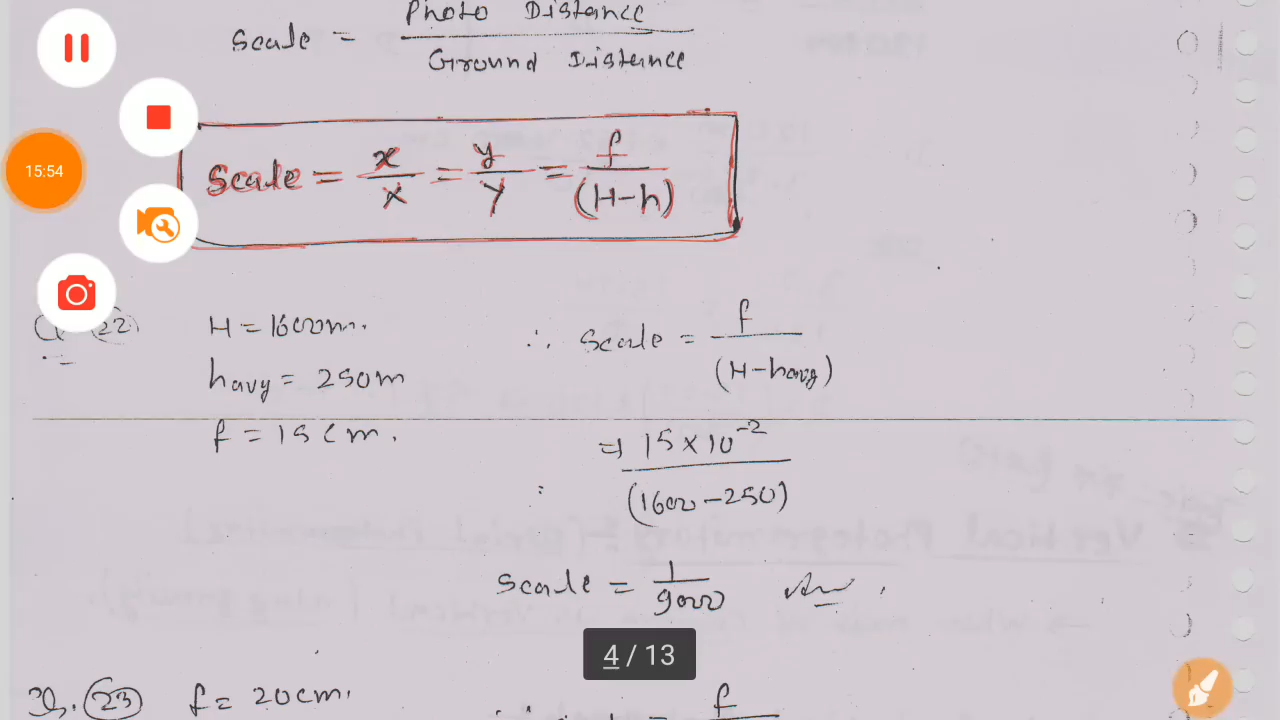 Scale = Photo Distance / Ground Distance
Scale = x/X = y/Y = f/(H-h)
15:54
Q (22) H = 1600m. ∴ Scale = f/(H-havg)
havg = 250m
f = 15cm. = 15×10⁻²/(1600-250)
Scale = 1/9000 Ans.
4 / 13
(23) f = 20cm. = f